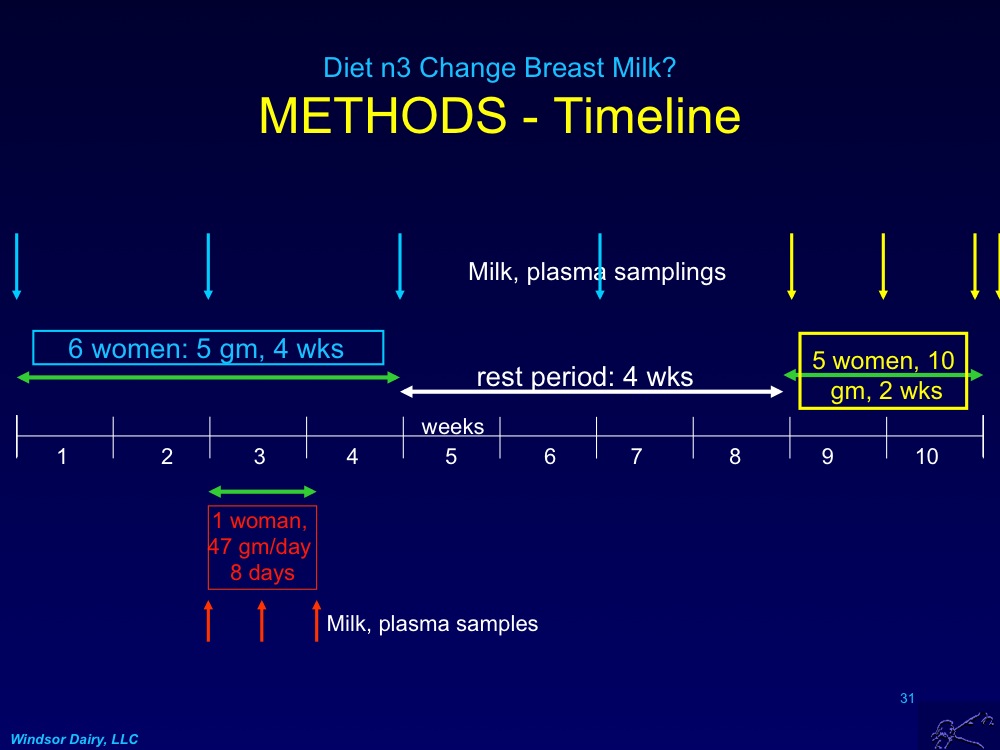 Diet n3 Change Breast Milk?
METHODS - Timeline
Milk, plasma samplings
6 women: 5 gm, 4 wks
rest period: 4 wks
5 women, 10
gm, 2 wks
weeks
1 2 3 4 5 6 7 8 9 10
1 woman,
47 gm/day
8 days
Milk, plasma samples
31
Windsor Dairy, LLC